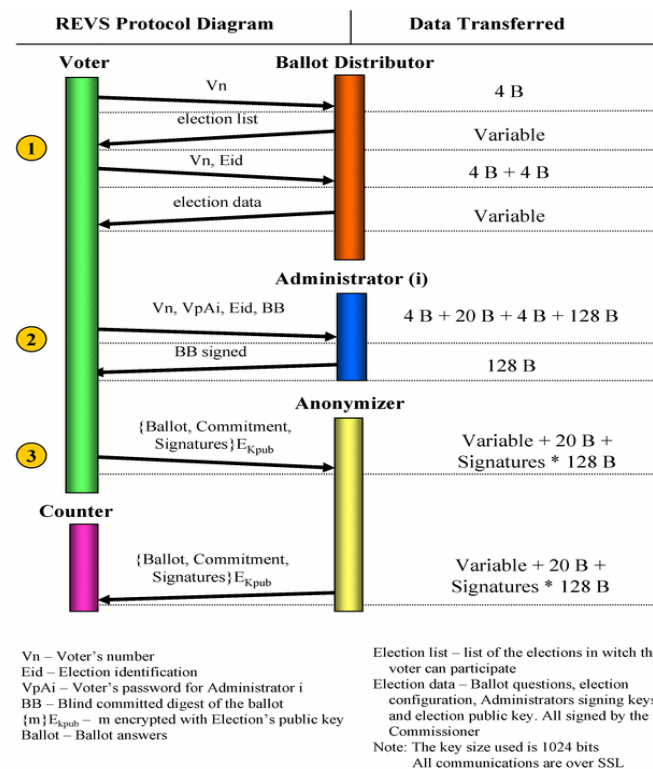 REVS Protocol Diagram
Data Transferred
Voter
Ballot Distributor
Vn
4 B
election list
Variable
1
Vn, Eid
4 B + 4 B
election data
Variable
Administrator (i)
Vn, VpAi, Eid, BB
4 B + 20 B + 4 B + 128 B
2
BB signed
128 B
Anonymizer
{Ballot, Commitment,
Signatures}E_Kpub
Variable + 20 B +
Signatures * 128 B
3
Counter
{Ballot, Commitment,
Signatures}E_Kpub
Variable + 20 B +
Signatures * 128 B
Vn – Voter's number
Eid – Election identification
VpAi – Voter's password for Administrator i
BB – Blind committed digest of the ballot
{m}E_kpub – m encrypted with Election's public key
Ballot – Ballot answers
Election list – list of the elections in witch th
voter can participate
Election data – Ballot questions, election
configuration, Administrators signing keys
and election public key. All signed by the
Commissioner
Note: The key size used is 1024 bits
All communications are over SSL